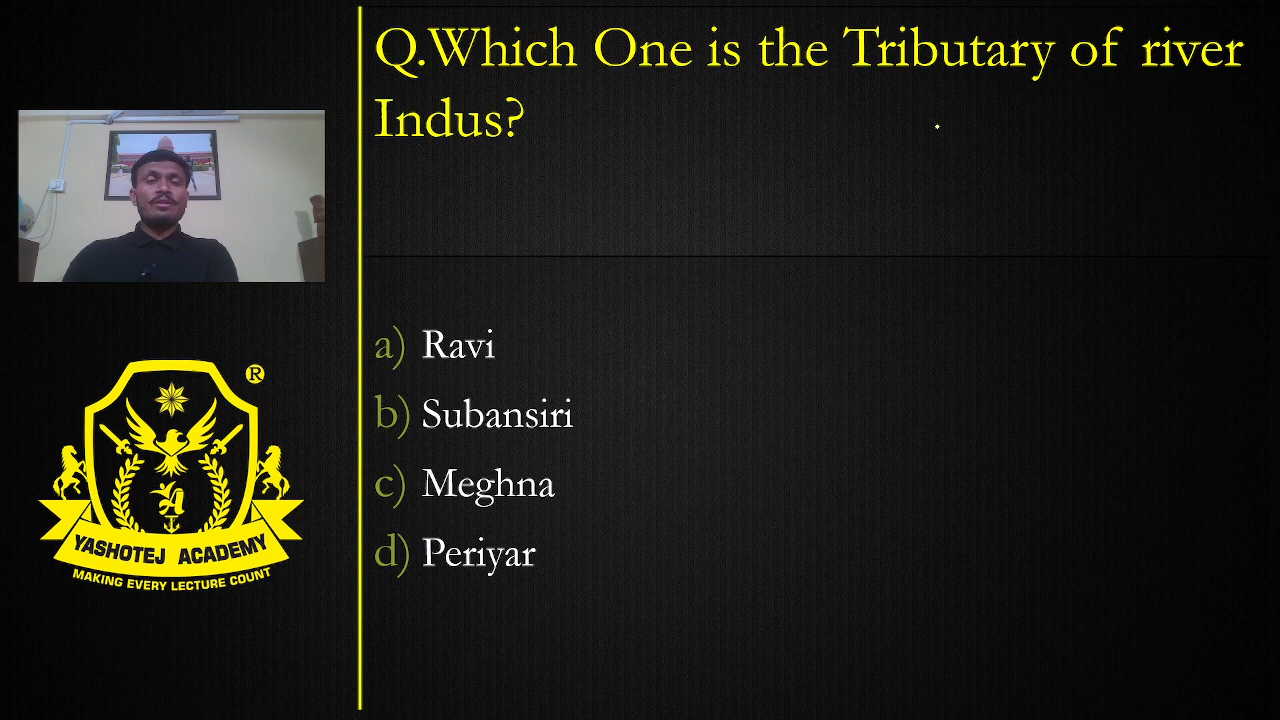 Q.Which One is the Tributary of river
Indus?
a) Ravi
b) Subansiri
c) Meghna
d) Periyar
®
A
YASHOTEJ ACADEMY
MAKING EVERY LECTURE COUNT